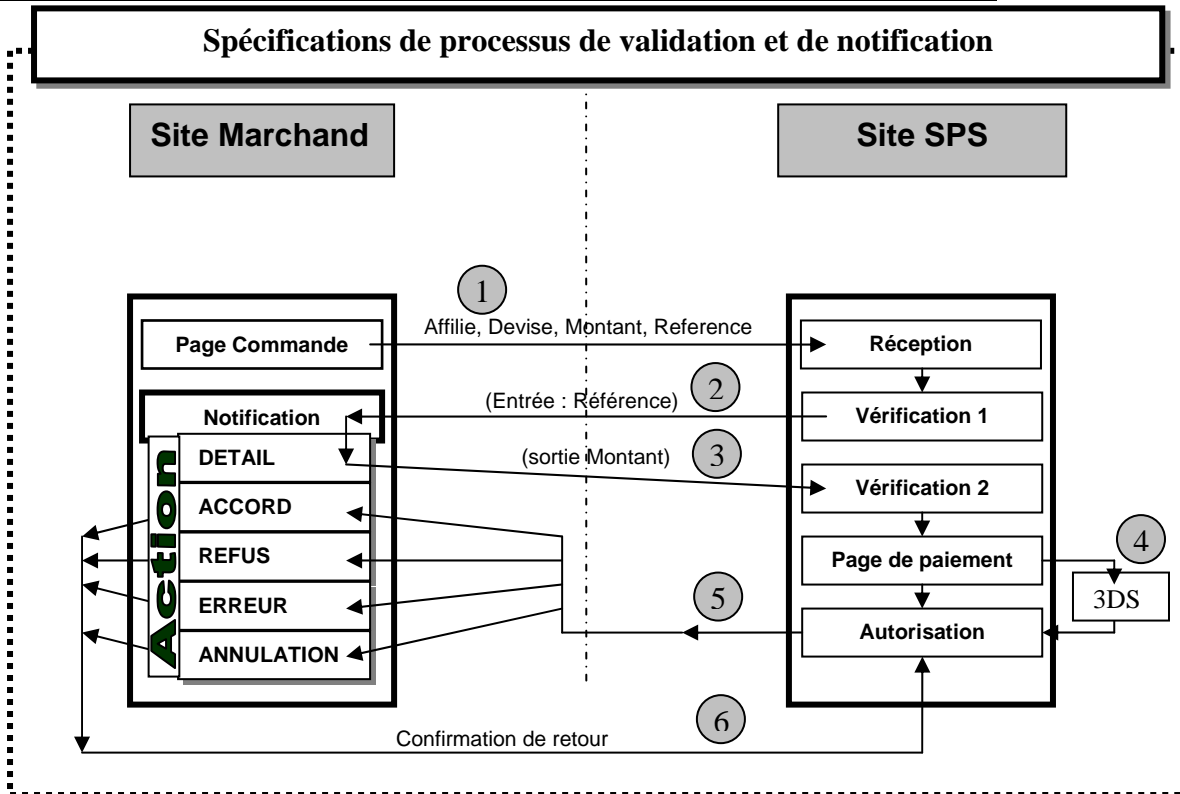 Spécifications de processus de validation et de notification
Site Marchand
Site SPS
1
Affilie, Devise, Montant, Reference
Page Commande
Réception
2
(Entrée : Référence)
Notification
Vérification 1
Action
DETAIL
(sortie Montant)
3
Vérification 2
ACCORD
4
REFUS
Page de paiement
3DS
ERREUR
5
Autorisation
ANNULATION
6
Confirmation de retour